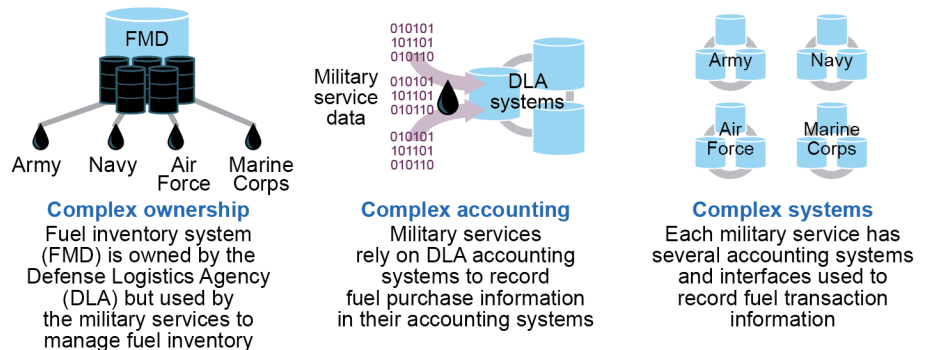 FMD
Army
Navy
Air
Force
Marine
Corps
Complex ownership
Fuel inventory system
(FMD) is owned by the
Defense Logistics Agency
(DLA) but used by
the military services to
manage fuel inventory
010101
101101
010110
Military
service
data
010101
101101
010110
010101
101101
010110
DLA
systems
Complex accounting
Military services
rely on DLA accounting
systems to record
fuel purchase information
in their accounting systems
Army
Navy
Air
Force
Marine
Corps
Complex systems
Each military service has
several accounting systems
and interfaces used to
record fuel transaction
information